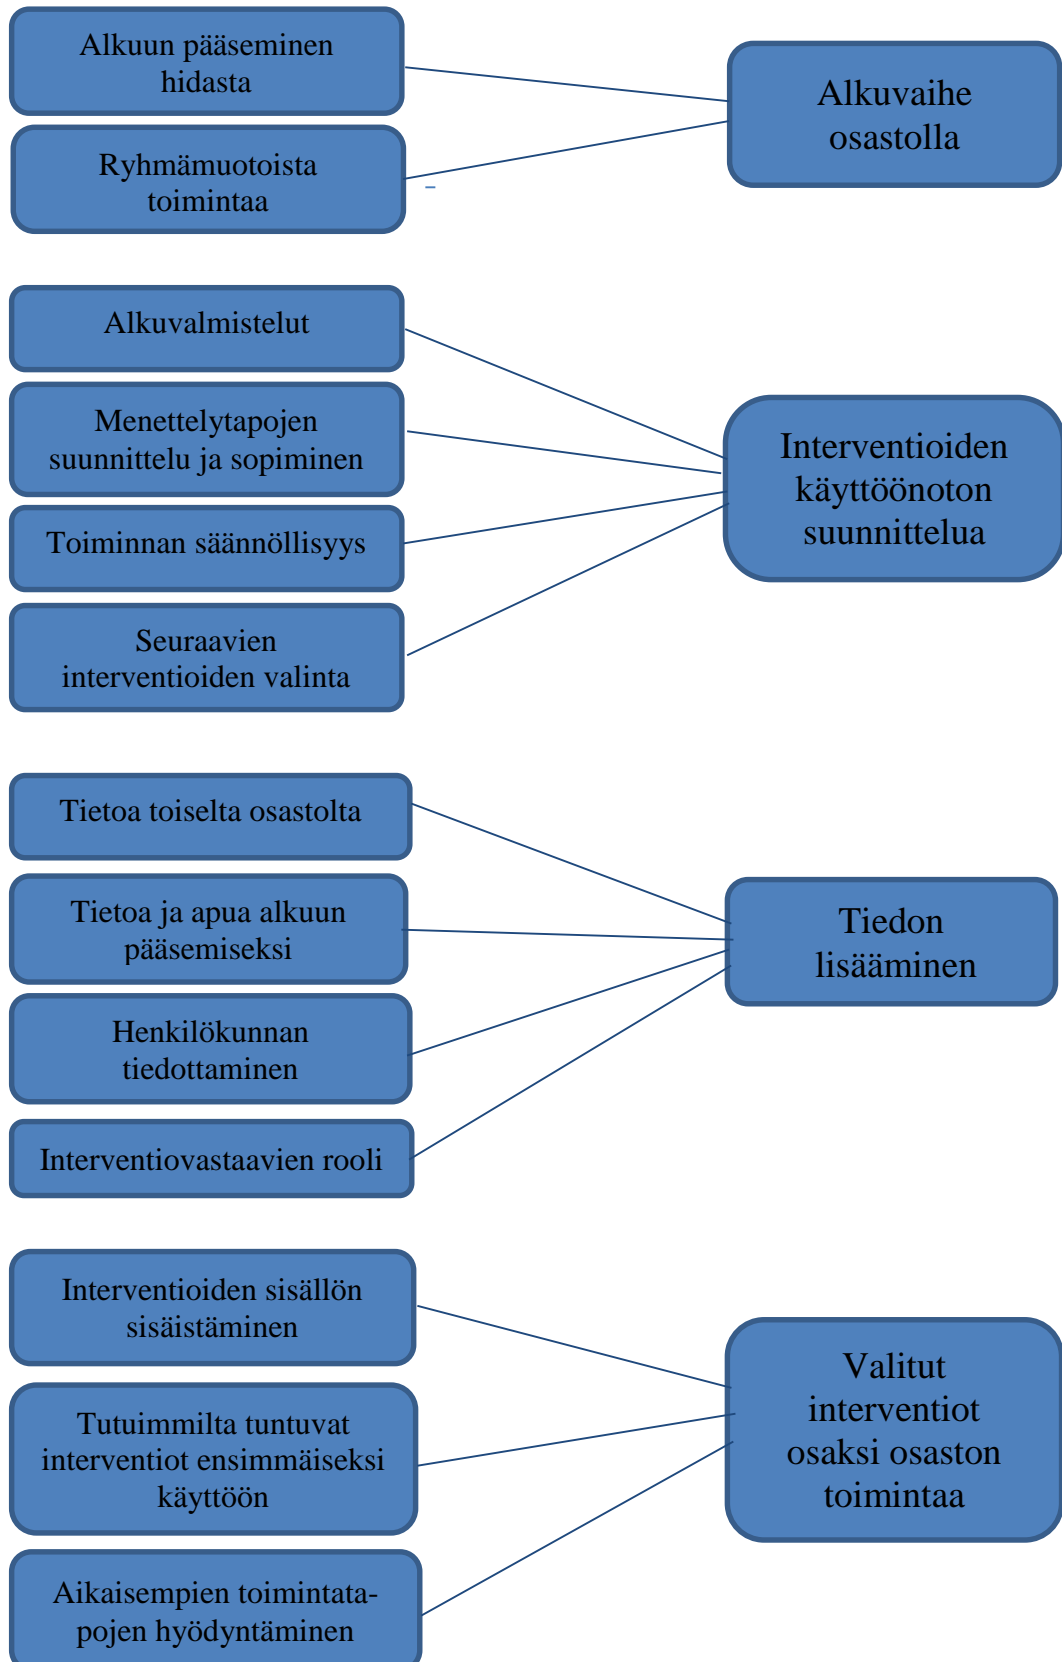 Alkuun pääseminen
hidasta
Ryhmämuotoista
toimintaa
Alkuvaihe
osastolla
Alkuvalmistelut
Menettelytapojen
suunnittelu ja sopiminen
Toiminnan säännöllisyys
Seuraavien
interventioiden valinta
Interventioiden
käyttöönoton
suunnittelua
Tietoa toiselta osastolta
Tietoa ja apua alkuun
pääsemiseksi
Henkilökunnan
tiedottaminen
Interventiovastaavien rooli
Tiedon
lisääminen
Interventioiden sisällön
sisäistäminen
Tutuimmilta tuntuvat
interventiot ensimmäiseksi
käyttöön
Aikaisempien toimintata-
pojen hyödyntäminen
Valitut
interventiot
osaksi osaston
toimintaa